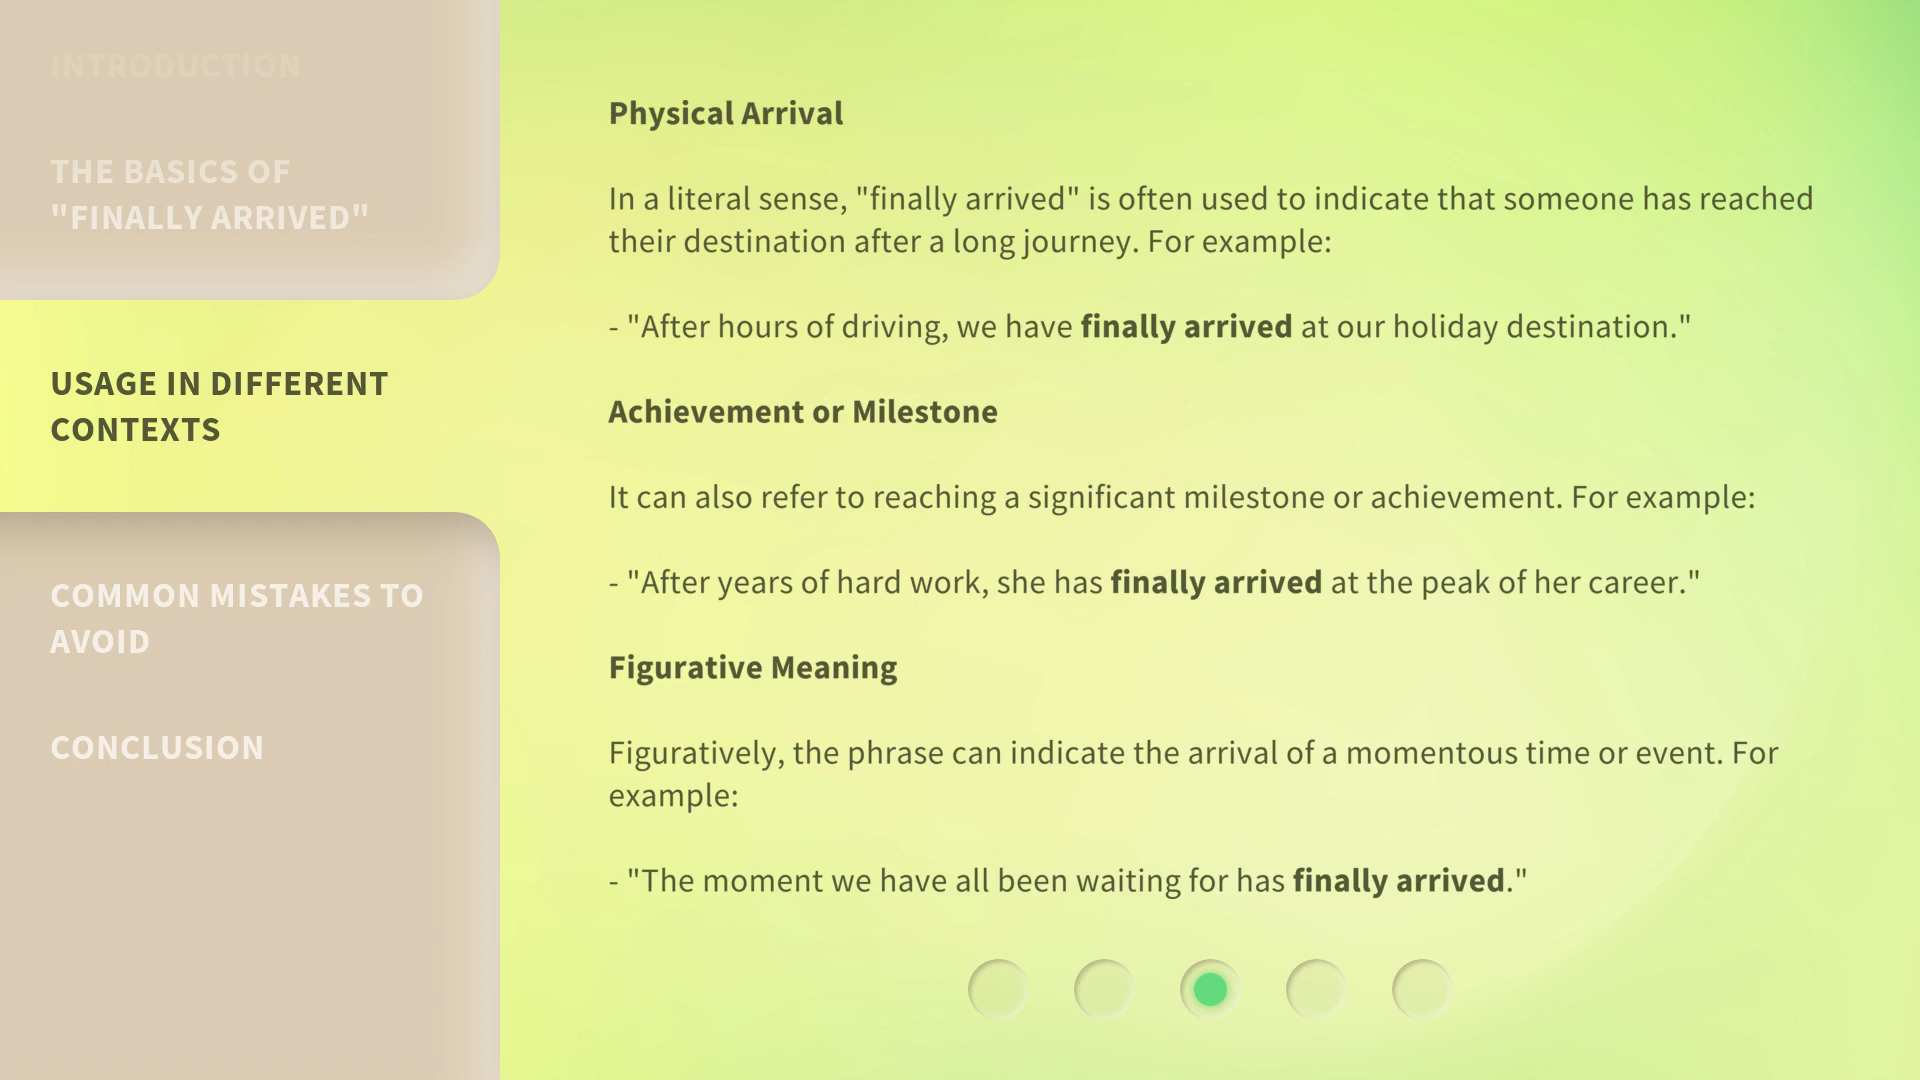 INTRODUCTION
THE BASICS OF
"FINALLY ARRIVED"
USAGE IN DIFFERENT
CONTEXTS
COMMON MISTAKES TO
AVOID
CONCLUSION
Physical Arrival
In a literal sense, "finally arrived" is often used to indicate that someone has reached
their destination after a long journey. For example:
- "After hours of driving, we have finally arrived at our holiday destination."
Achievement or Milestone
It can also refer to reaching a significant milestone or achievement. For example:
- "After years of hard work, she has finally arrived at the peak of her career."
Figurative Meaning
Figuratively, the phrase can indicate the arrival of a momentous time or event. For
example:
- "The moment we have all been waiting for has finally arrived."